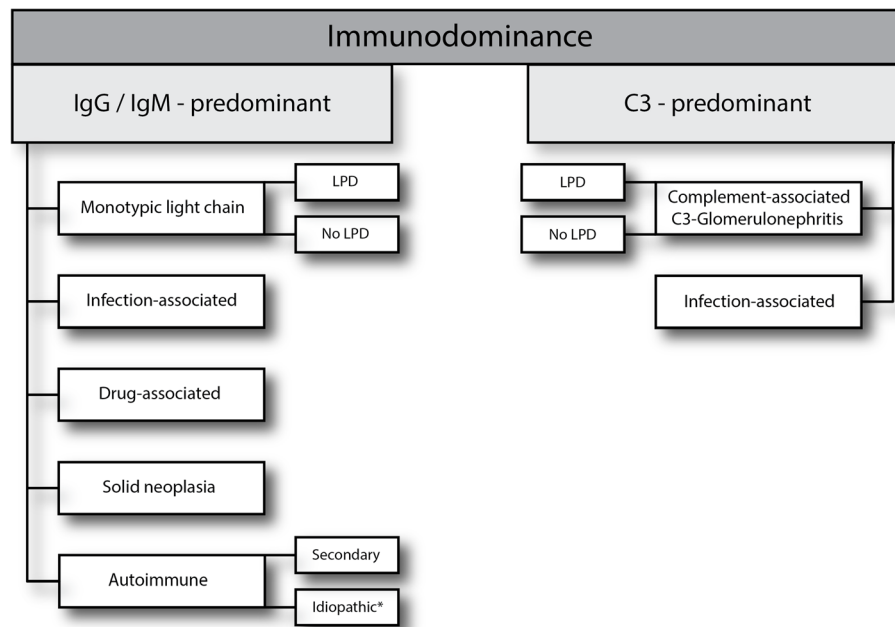 Immunodominance
IgG / IgM - predominant
Monotypic light chain
LPD
No LPD
Infection-associated
Drug-associated
Solid neoplasia
Autoimmune
Secondary
Idiopathic*
C3 - predominant
LPD
No LPD
Complement-associated
C3-Glomerulonephritis
Infection-associated